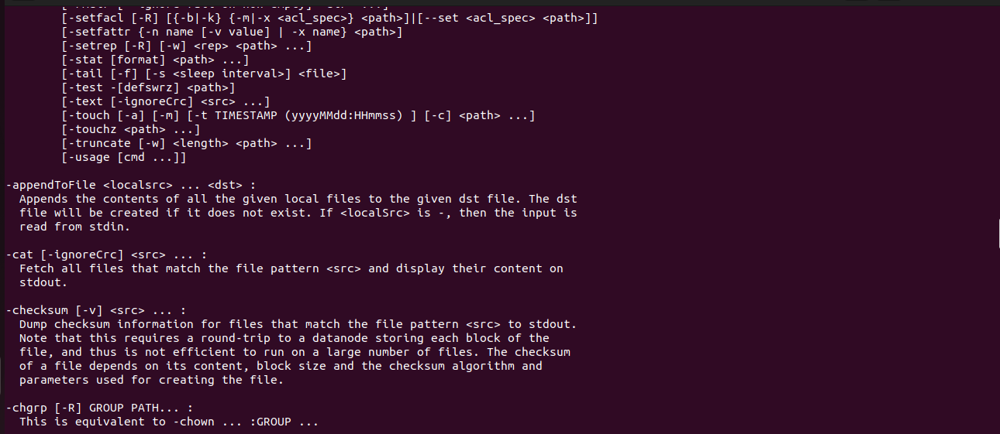 [-setfacl [-R] [{-b|-k} {-m|-x <acl_spec>} <path>]|[--set <acl_spec> <path>]]
[-setfattr {-n name [-v value] | -x name} <path>]
[-setrep [-R] [-w] <rep> <path> ...]
[-stat [format] <path> ...]
[-tail [-f] [-s <sleep interval>] <file>]
[-test -[defswrz] <path>]
[-text [-ignoreCrc] <src> ...]
[-touch [-a] [-m] [-t TIMESTAMP (yyyyMMdd:HHmmss) ] [-c] <path> ...]
[-touchz <path> ...]
[-truncate [-w] <length> <path> ...]
[-usage [cmd ...]]
-appendToFile <localsrc> ... <dst> :
Appends the contents of all the given local files to the given dst file. The dst
file will be created if it does not exist. If <localSrc> is -, then the input is
read from stdin.
-cat [-ignoreCrc] <src> ... :
Fetch all files that match the file pattern <src> and display their content on
stdout.
-checksum [-v] <src> ... :
Dump checksum information for files that match the file pattern <src> to stdout.
Note that this requires a round-trip to a datanode storing each block of the
file, and thus is not efficient to run on a large number of files. The checksum
of a file depends on its content, block size and the checksum algorithm and
parameters used for creating the file.
-chgrp [-R] GROUP PATH... :
This is equivalent to -chown ... :GROUP ...